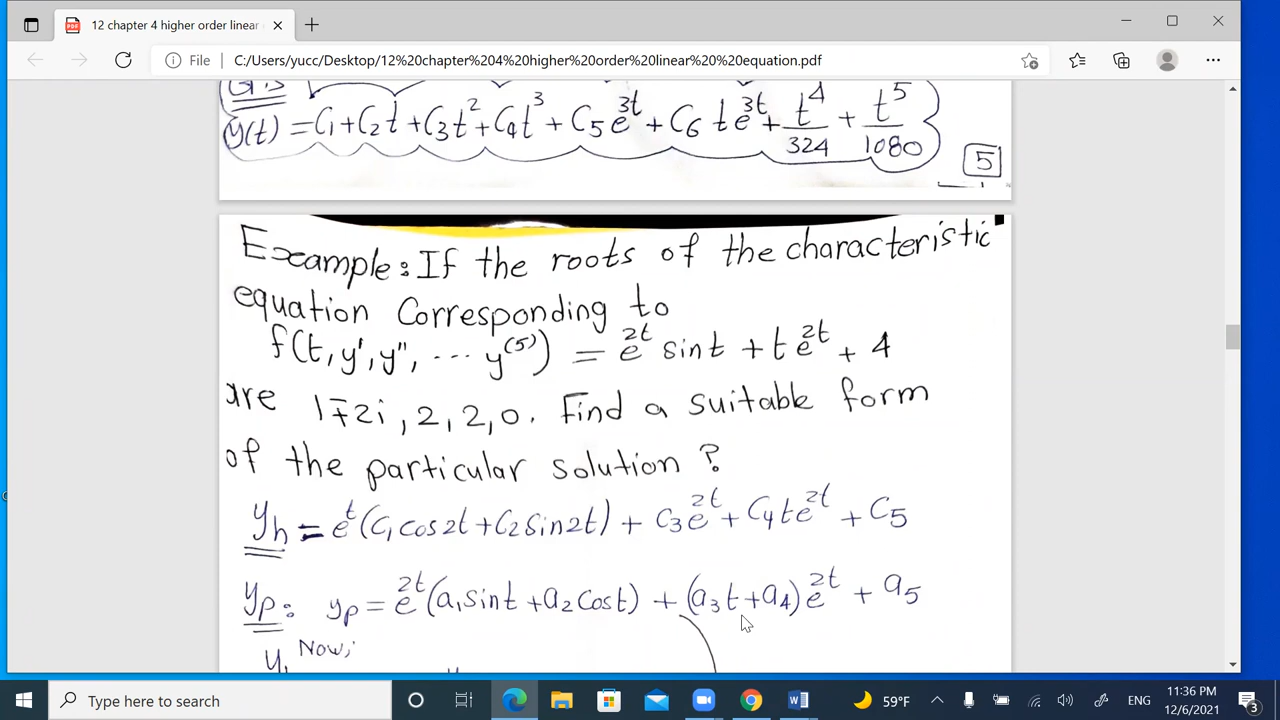 12 chapter 4 higher order linear
File C:/Users/yucc/Desktop/12%20chapter%204%20higher%20order%20linear%20%20equation.pdf
G.S
y(t) = C1 + C2t + C3t² + C4t³ + C5e^3t + C6 te^3t + t⁴/324 + t⁵/1080
5
Example: If the roots of the characteristic
equation Corresponding to
f(t, y', y'', ... y^(5)) = e^2t sint + te^2t + 4
are 1∓2i, 2, 2, 0. Find a suitable form
of the particular solution ?
yh = e^t(C1cos2t + C2sin2t) + C3e^2t + C4te^2t + C5
yp: yp = e^2t(a1sint + a2cost) + (a3t + a4)e^2t + a5
Now;
Type here to search
59°F
ENG
11:36 PM
12/6/2021
3